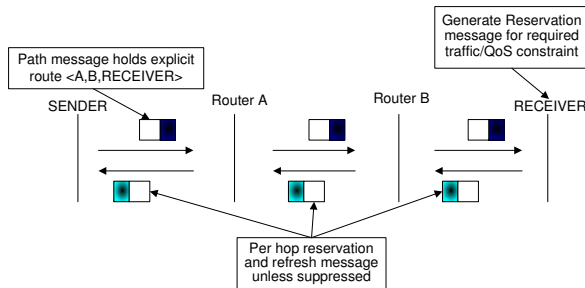 Generate Reservation
message for required
traffic/QoS constraint
Path message holds explicit
route <A,B,RECEIVER>
SENDER
Router A
Router B
RECEIVER
Per hop reservation
and refresh message
unless suppressed